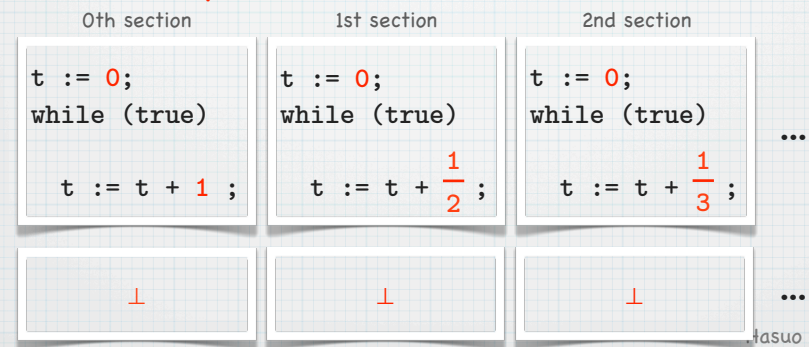 0th section
t := 0;
while (true)
t := t + 1 ;
⊥
1st section
t := 0;
while (true)
t := t + 1/2 ;
⊥
2nd section
t := 0;
while (true)
t := t + 1/3 ;
⊥
...
...
Hasuo